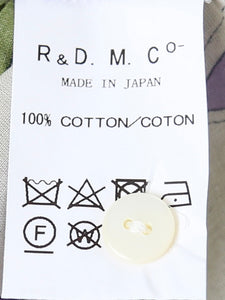 R & D. M. Co-
MADE IN JAPAN
100% COTTON/COTON
F W